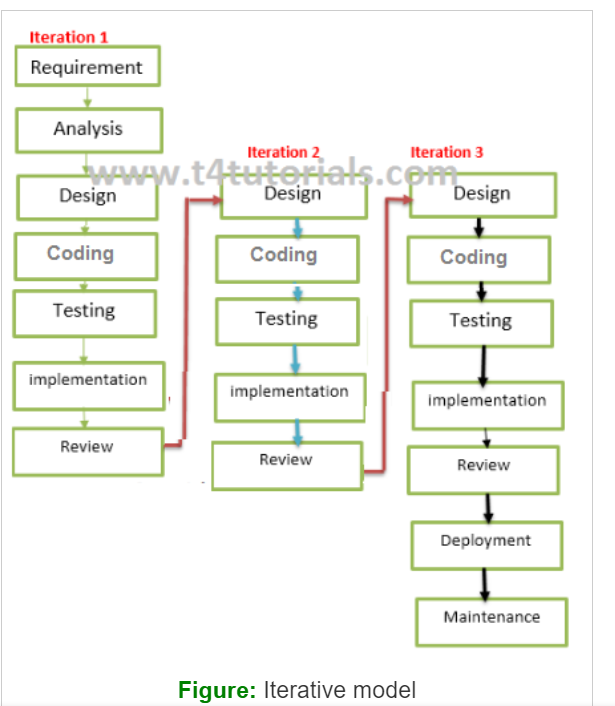 Iteration 1
Requirement
Analysis
www.t4tutorials.com
Design
Coding
Testing
implementation
Review
Iteration 2
Design
Coding
Testing
implementation
Review
Iteration 3
Design
Coding
Testing
implementation
Review
Deployment
Maintenance
Figure: Iterative model